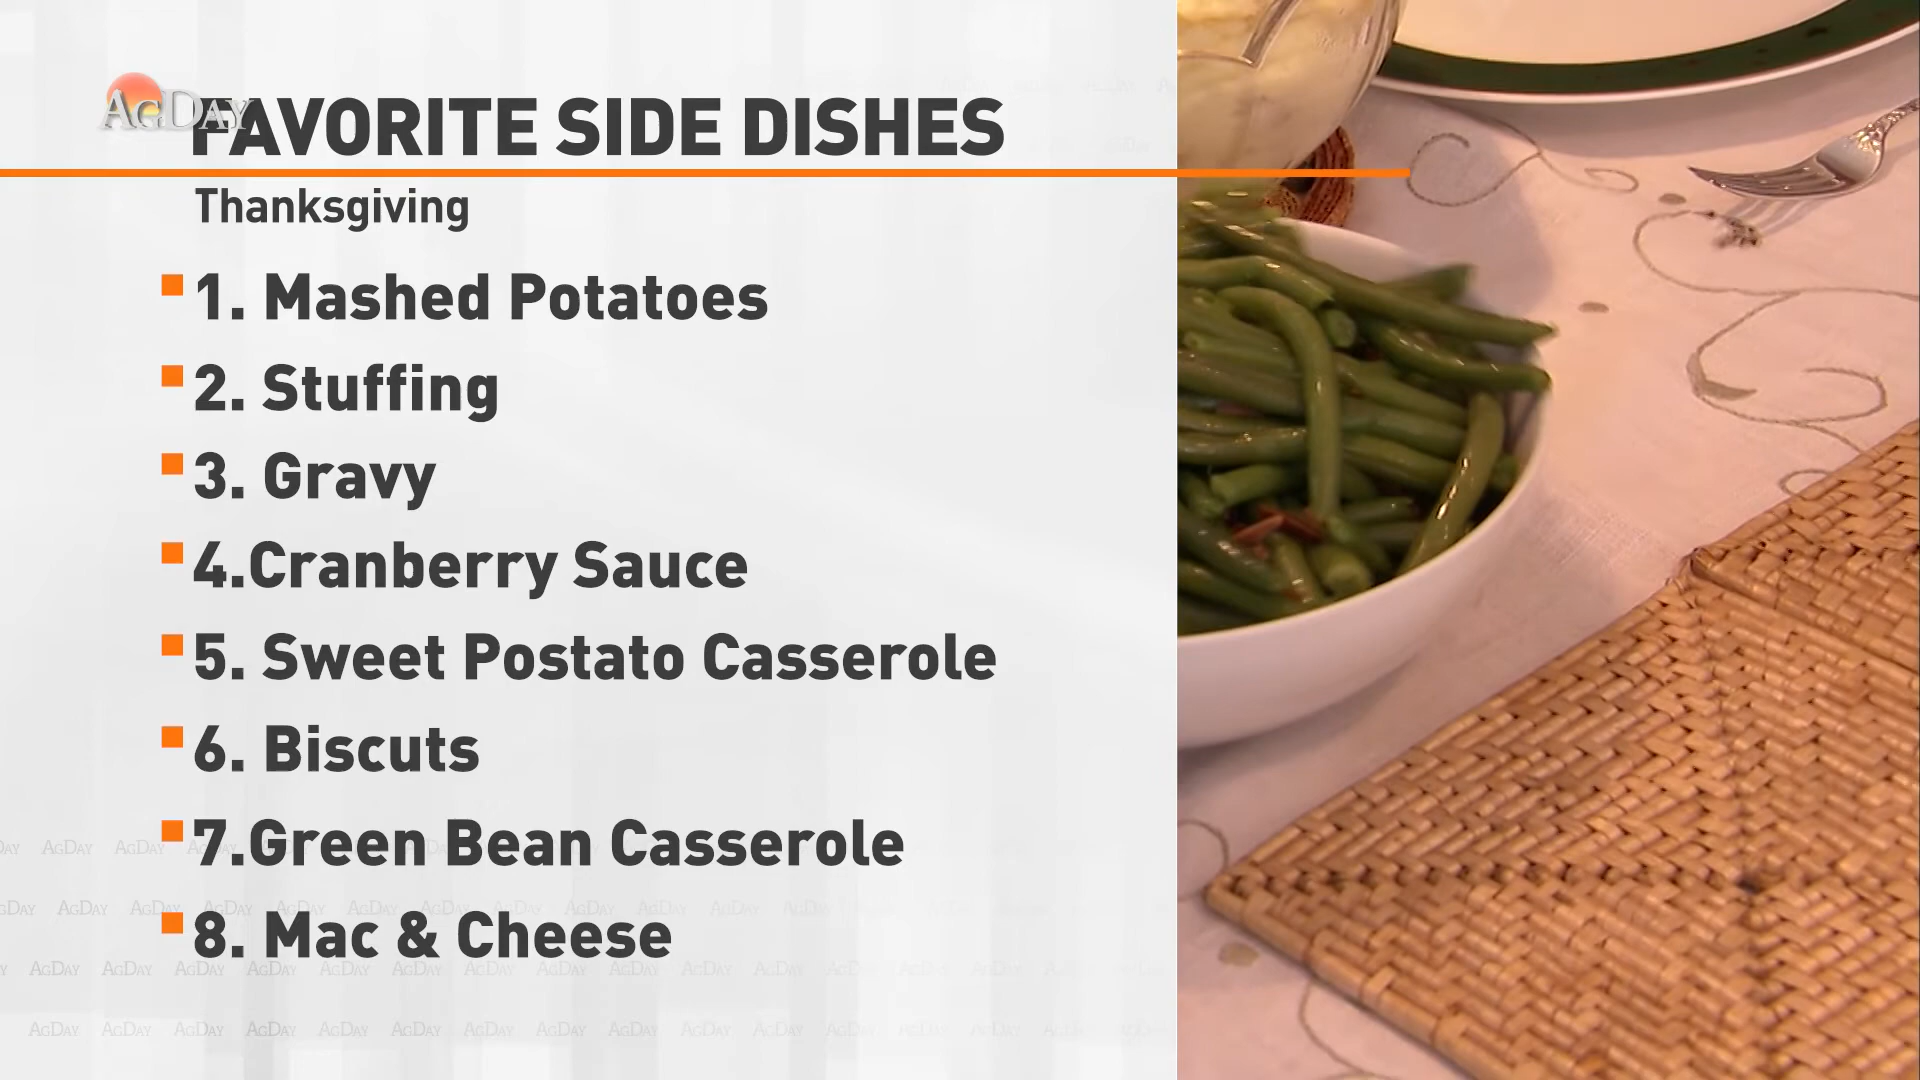 AgDay
FAVORITE SIDE DISHES
Thanksgiving
1. Mashed Potatoes
2. Stuffing
3. Gravy
4.Cranberry Sauce
5. Sweet Postato Casserole
6. Biscuts
7.Green Bean Casserole
8. Mac & Cheese